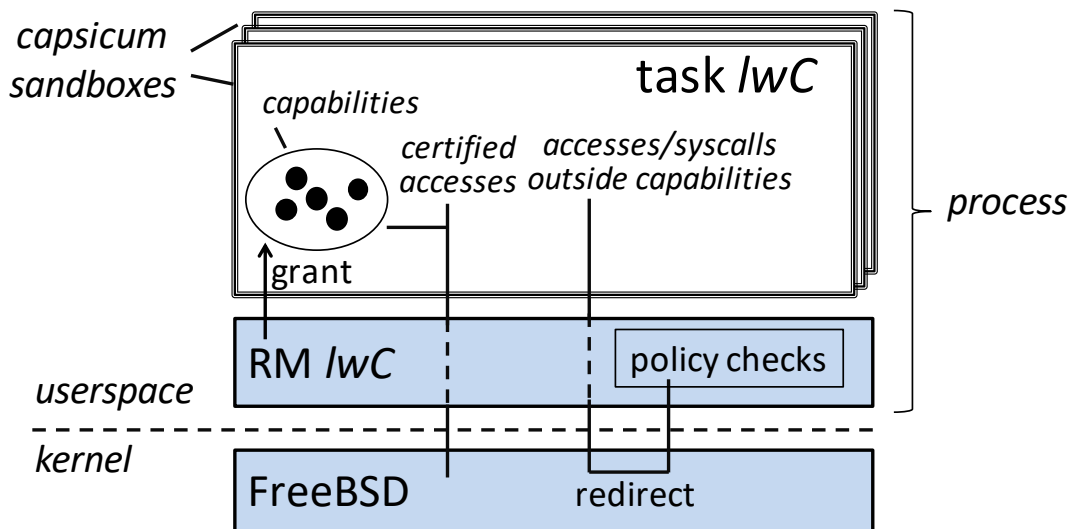 capsicum
sandboxes
task lwC
capabilities
certified
accesses
accesses/syscalls
outside capabilities
process
grant
RM lwC
policy checks
userspace
kernel
FreeBSD
redirect